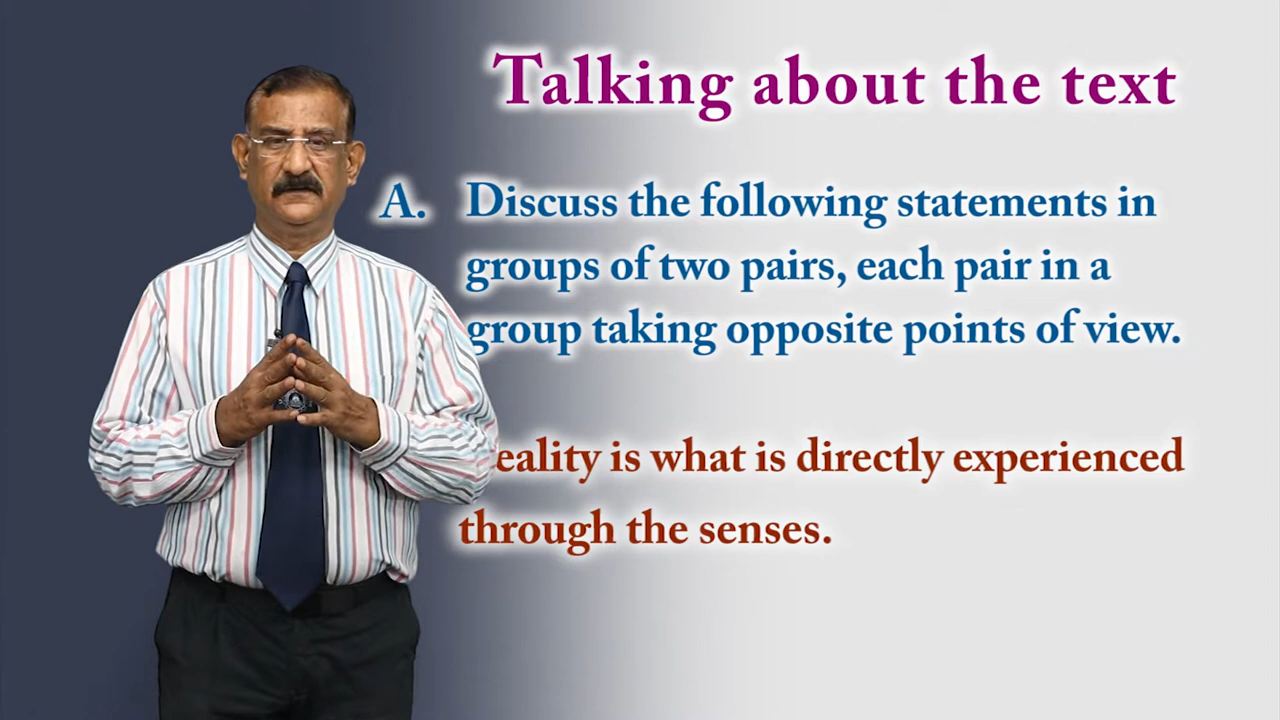 Talking about the text
A. Discuss the following statements in
groups of two pairs, each pair in a
group taking opposite points of view.
eality is what is directly experienced
through the senses.